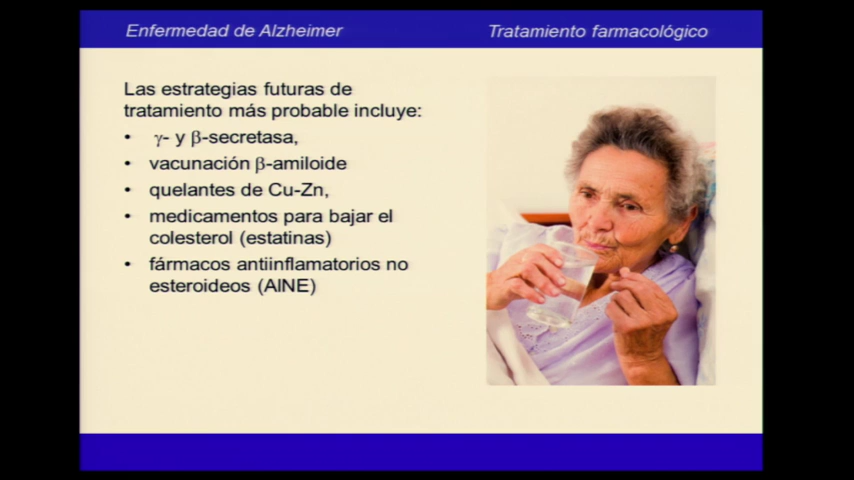 Enfermedad de Alzheimer
Tratamiento farmacológico
Las estrategias futuras de
tratamiento más probable incluye:
• γ- y β-secretasa,
• vacunación β-amiloide
• quelantes de Cu-Zn,
• medicamentos para bajar el
colesterol (estatinas)
• fármacos antiinflamatorios no
esteroideos (AINE)